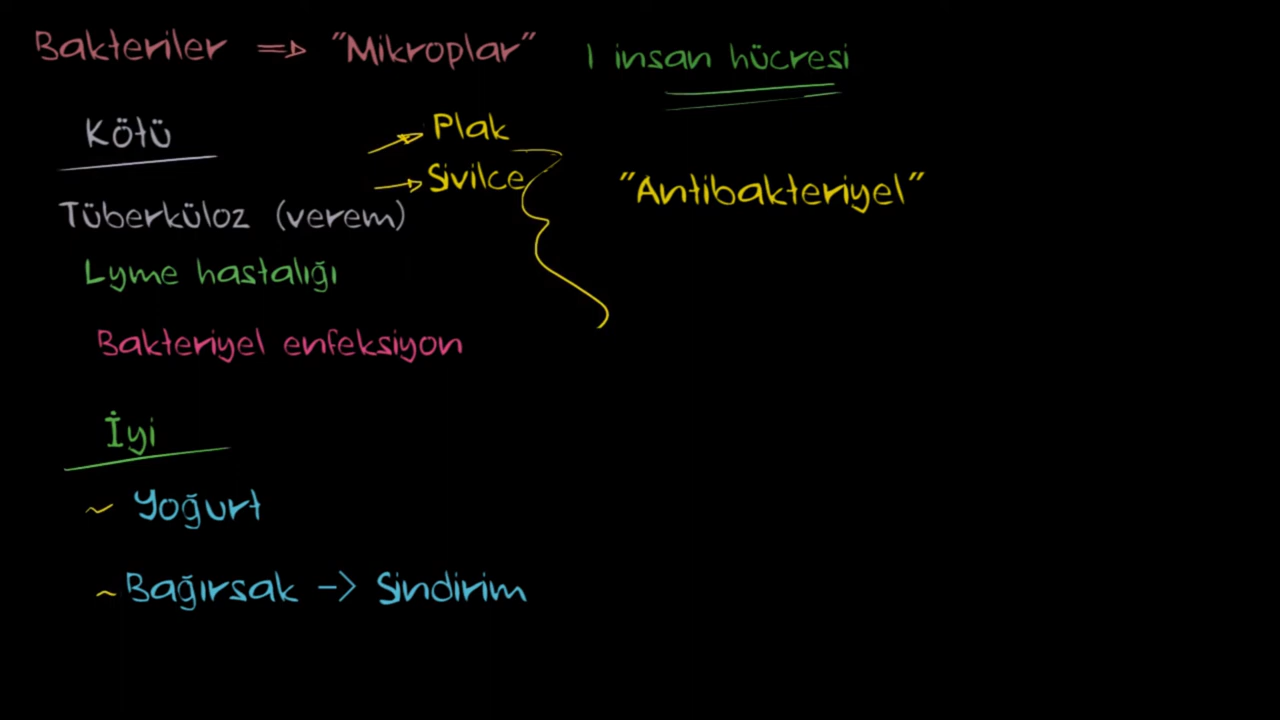 Bakteriler => "Mikroplar"
1 insan hücresi
Kötü
Plak
Sivilce
"Antibakteriyel"
Tüberküloz (verem)
Lyme hastalığı
Bakteriyel enfeksiyon
İyi
~ Yoğurt
~ Bağırsak -> Sindirim